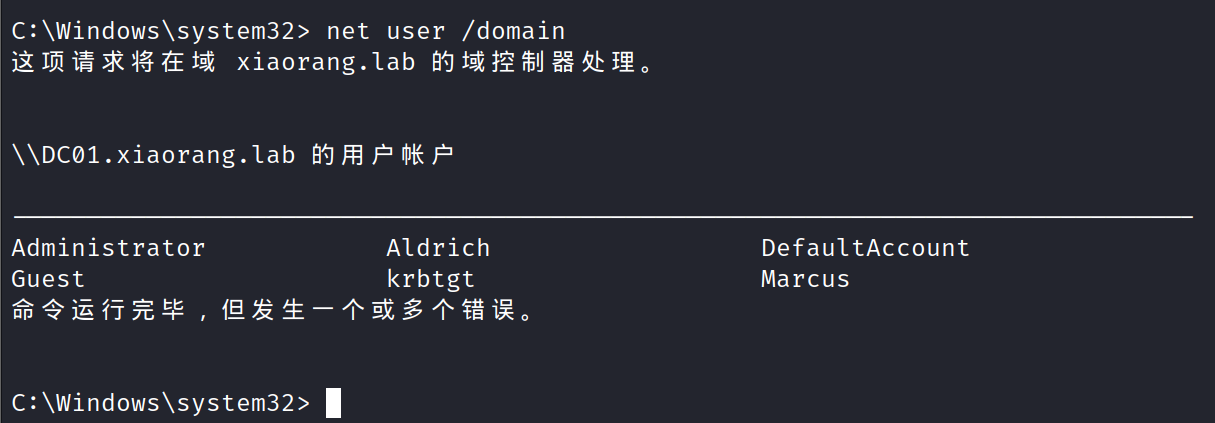 C:\Windows\system32> net user /domain
这项请求将在域 xiaorang.lab 的域控制器处理。
\\DC01.xiaorang.lab 的用户帐户
-------------------------------------------------------------------------------
Administrator            Aldrich                  DefaultAccount
Guest                    krbtgt                   Marcus
命令运行完毕，但发生一个或多个错误。
C:\Windows\system32>